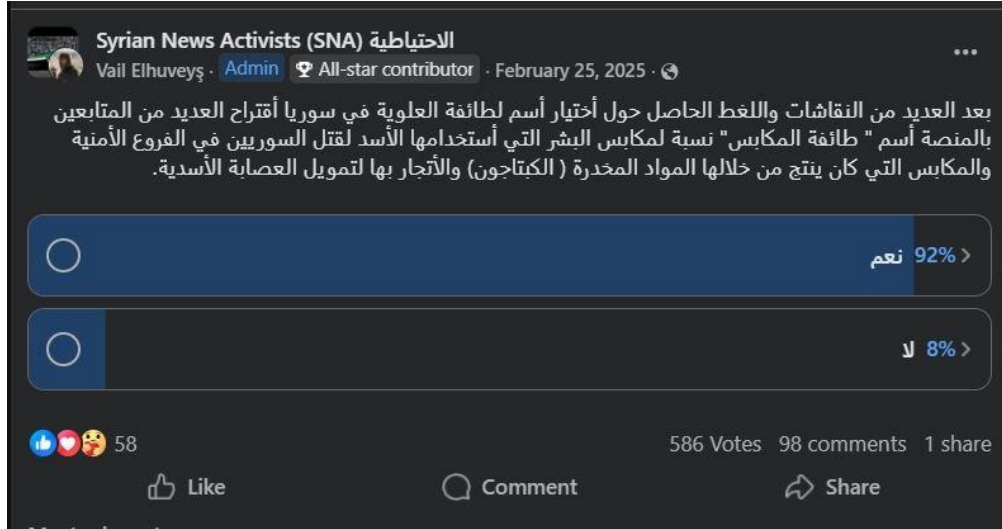 Syrian News Activists (SNA) الاحتياطية
Vail Elhuveyş · Admin All-star contributor · February 25, 2025 ·
بعد العديد من النقاشات واللغط الحاصل حول أختيار أسم لطائفة العلوية في سوريا أقتراح العديد من المتابعين
بالمنصة أسم " طائفة المكابس" نسبة لمكابس البشر التي أستخدامها الأسد لقتل السوريين في الفروع الأمنية
والمكابس التي كان ينتج من خلالها المواد المخدرة ( الكبتاجون) والأتجار بها لتمويل العصابة الأسدية.
نعم 92%
لا 8%
58 586 Votes 98 comments 1 share
Like Comment Share